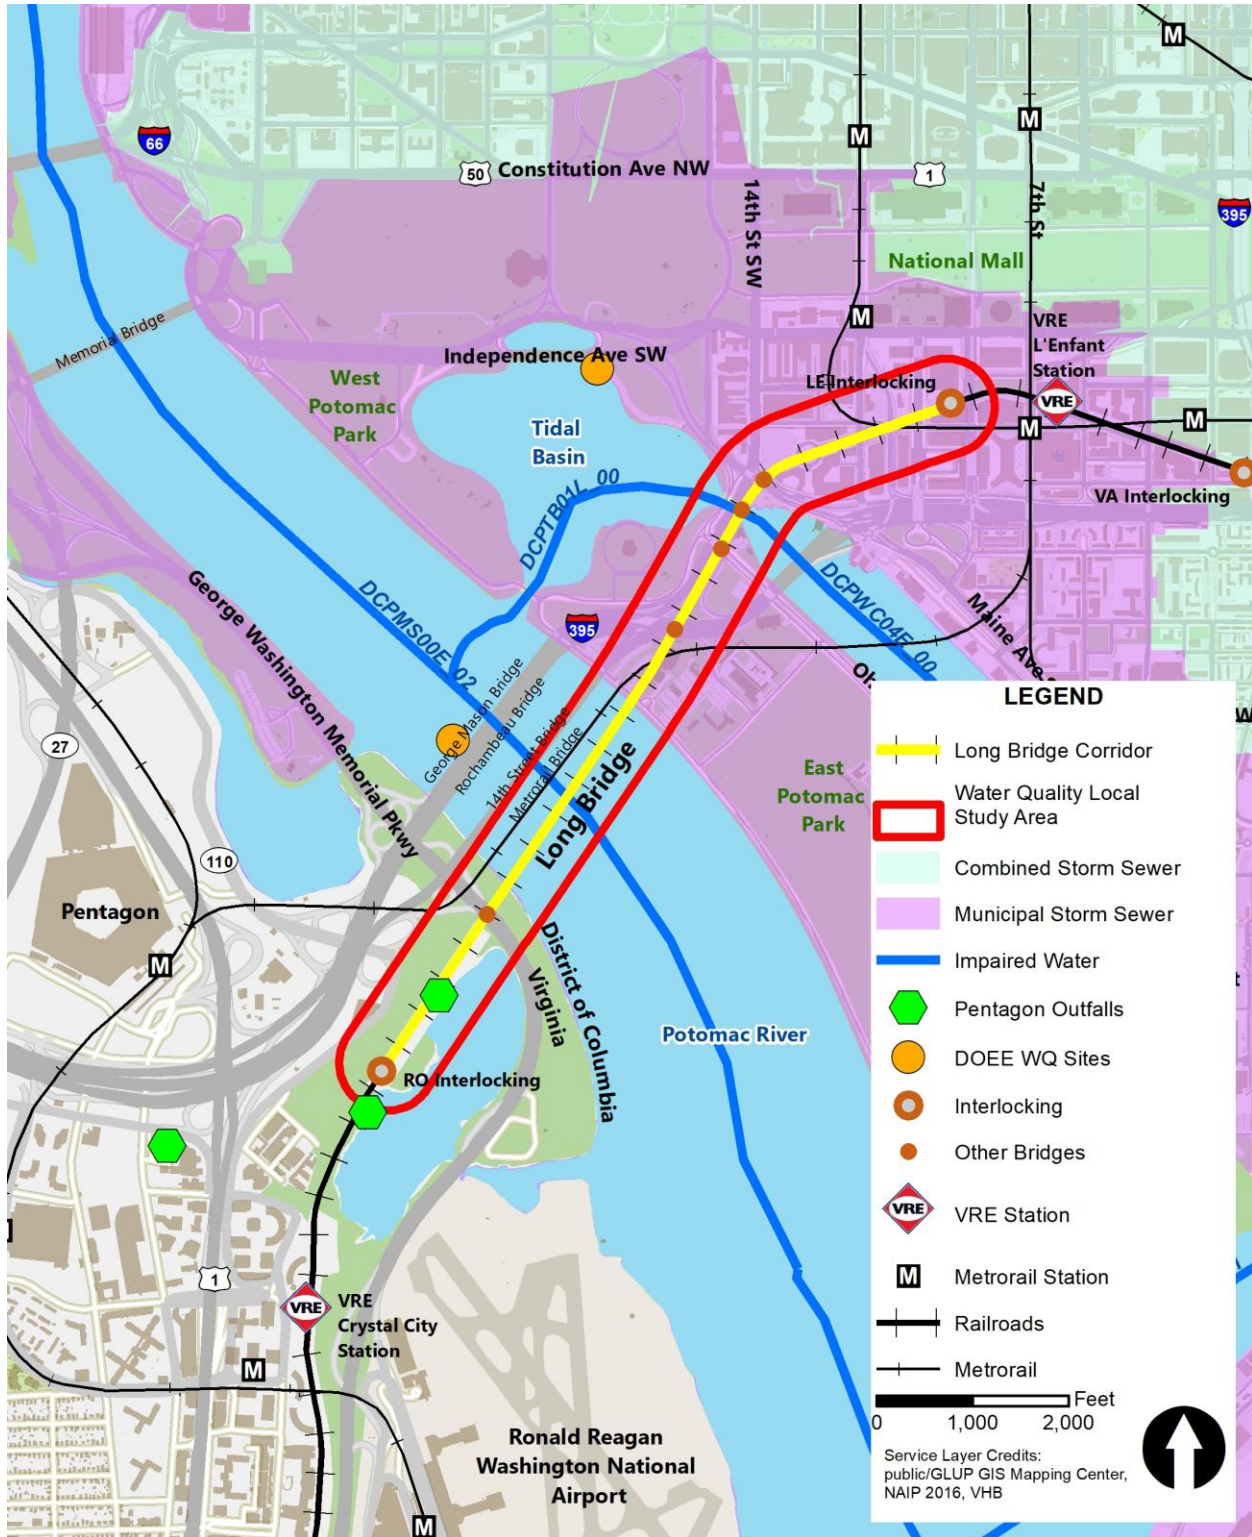 M
66
M
M
50
Constitution Ave NW
1
14th St SW
7th St
395
National Mall
M
VRE
L'Enfant
Station
Memorial Bridge
Independence Ave SW
West
Potomac
Park
LE Interlocking
VRE
M
M
Tidal
Basin
VA Interlocking
DCPTB01L_00
DCPMS00E_02
DCPWC04E_00
George Washington Memorial Pkwy
395
Maine Ave
George Mason Bridge
Rochambeau Bridge
14th Street Bridge
Metrorail Bridge
Long Bridge
27
110
East
Potomac
Park
Pentagon
M
District of Columbia
Virginia
Potomac River
RO Interlocking
1
VRE
VRE
Crystal City
Station
M
Ronald Reagan
Washington National
Airport
M
LEGEND
Long Bridge Corridor
Water Quality Local
Study Area
Combined Storm Sewer
Municipal Storm Sewer
Impaired Water
Pentagon Outfalls
DOEE WQ Sites
Interlocking
Other Bridges
VRE
VRE Station
M
Metrorail Station
Railroads
Metrorail
Feet
0
1,000
2,000
Service Layer Credits:
public/GLUP GIS Mapping Center,
NAIP 2016, VHB